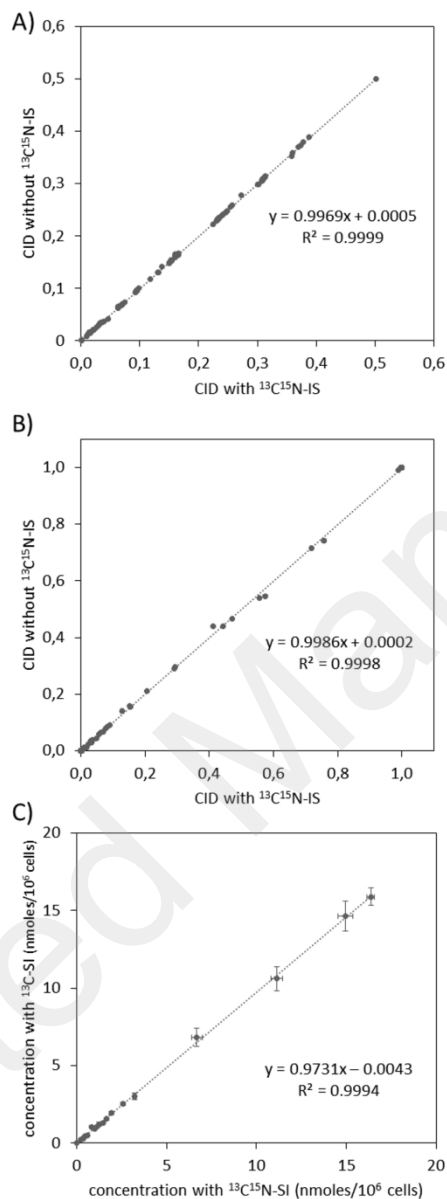 A)
0,5
0,4
0,3
0,2
0,1
0
0,0 0,1 0,2 0,3 0,4 0,5 0,6
CID without ¹³C¹⁵N-IS
y = 0.9969x + 0.0005
R² = 0.9999
CID with ¹³C¹⁵N-IS
B)
1,0
0,8
0,6
0,4
0,2
0,0
0,0 0,2 0,4 0,6 0,8 1,0
CID without ¹³C¹⁵N-IS
y = 0.9986x + 0.0002
R² = 0.9998
CID with ¹³C¹⁵N-IS
C)
20
15
10
5
0
0 5 10 15 20
concentration with ¹³C-SI (nmoles/10⁶ cells)
y = 0.9731x – 0.0043
R² = 0.9994
concentration with ¹³C¹⁵N-SI (nmoles/10⁶ cells)